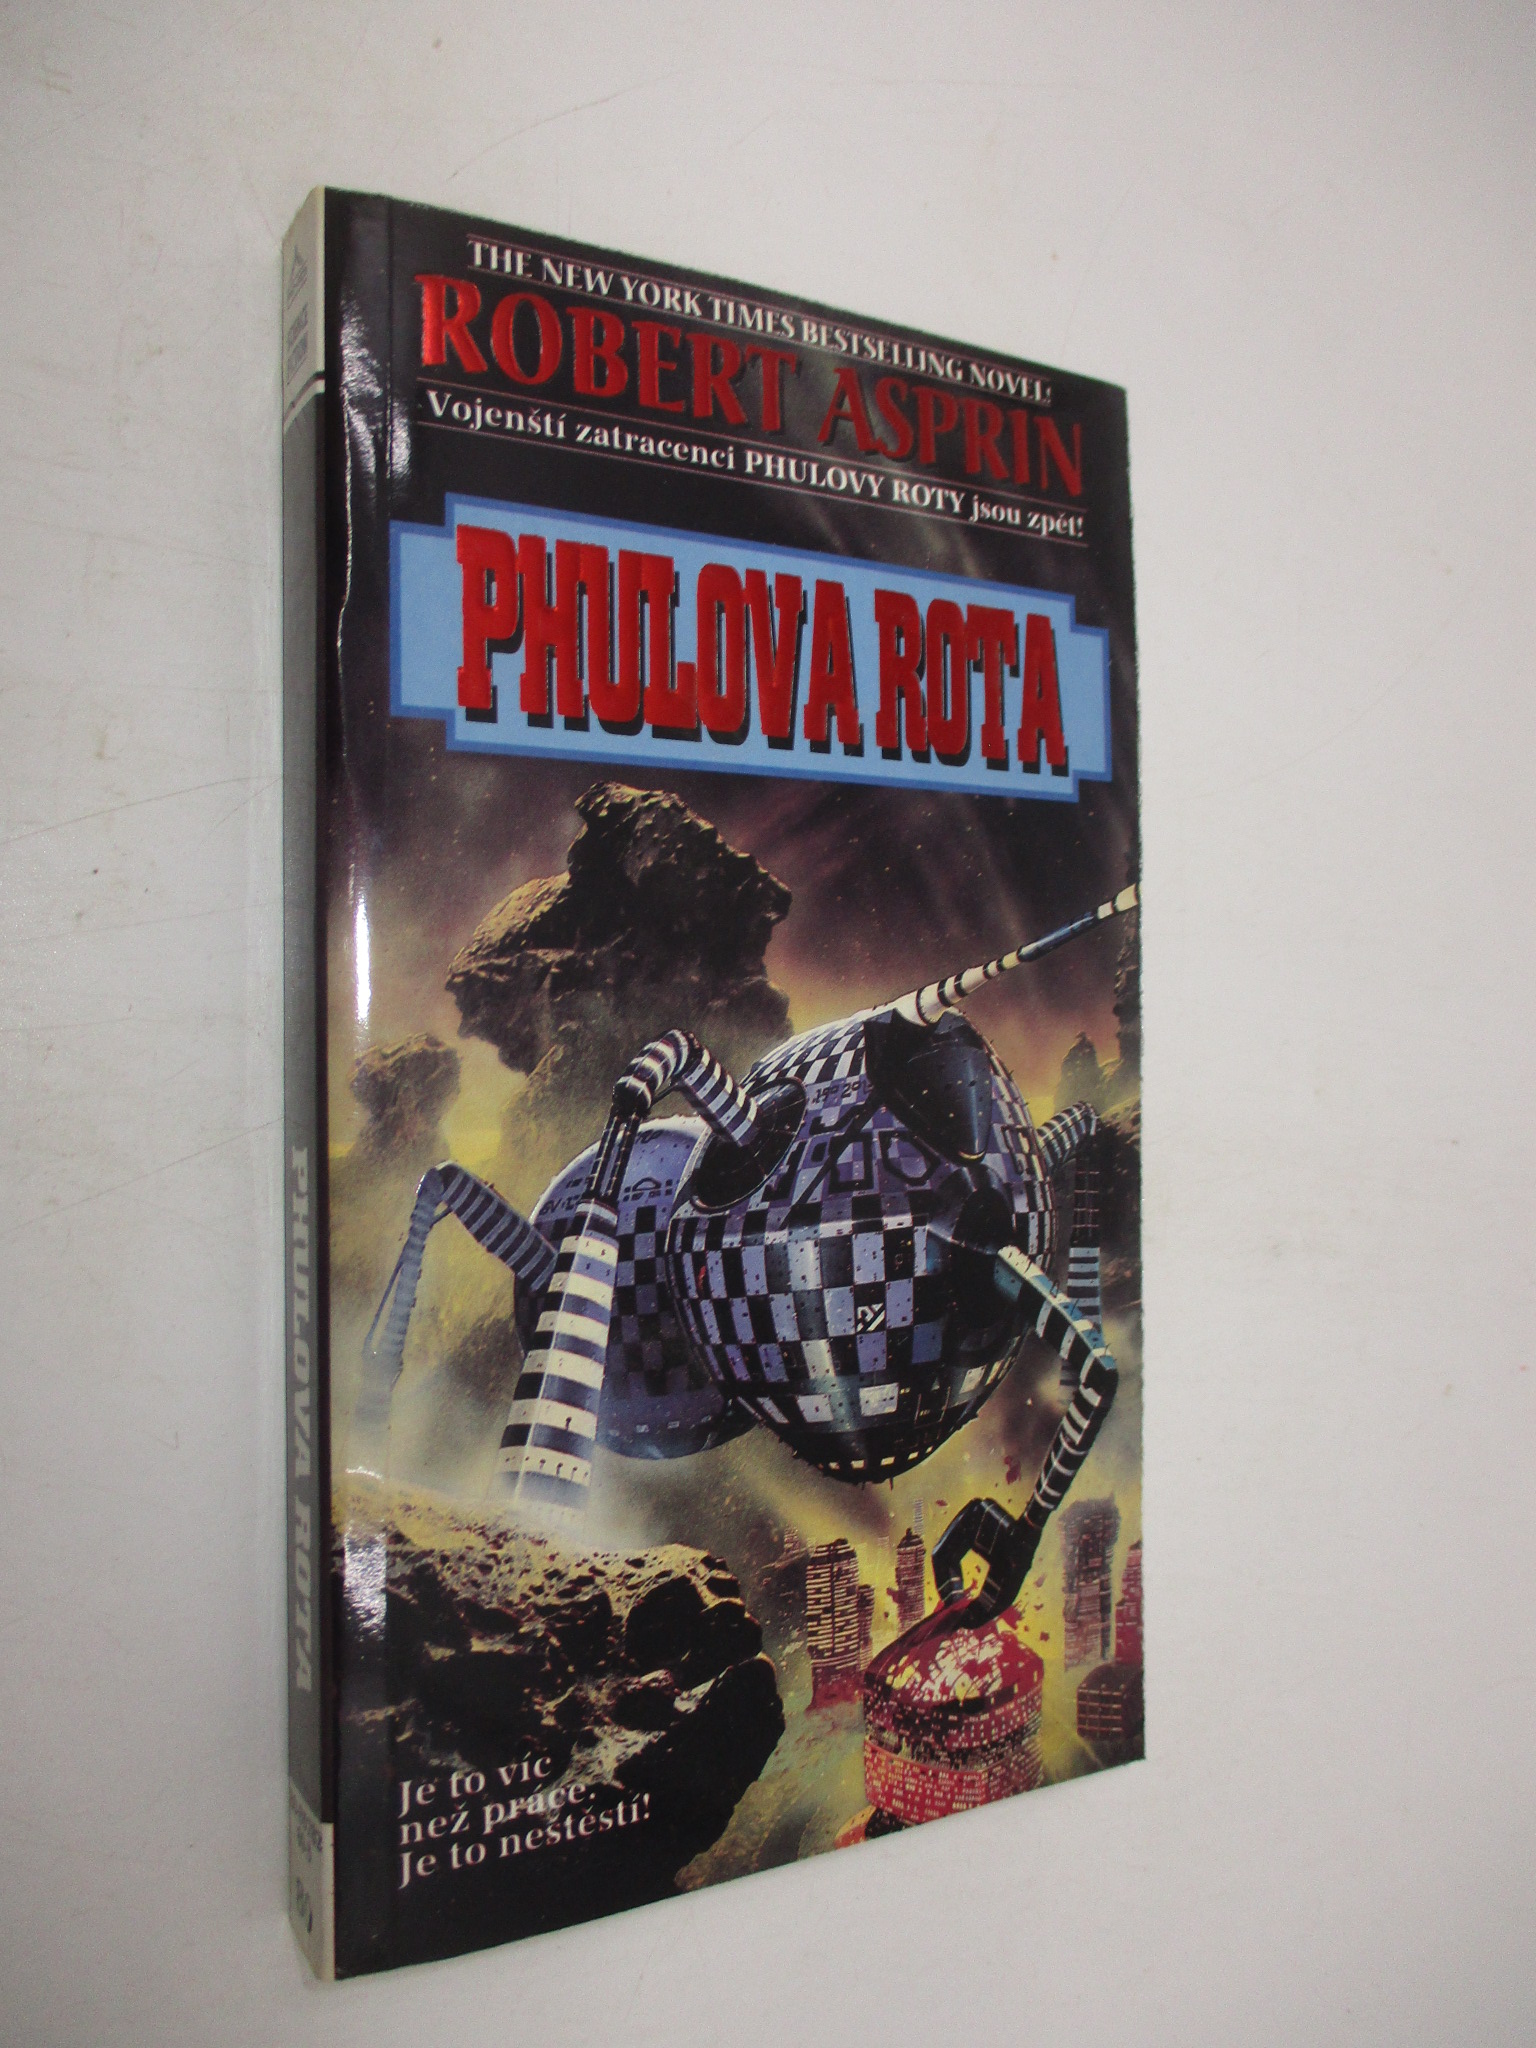 THE NEW YORK TIMES BESTSELLING NOVEL!
ROBERT ASPRIN
Vojenští zatracenci PHULOVY ROTY jsou zpět!
PHULOVA ROTA
Je to víc
než práce.
Je to neštěstí!
PHULOVA ROTA
80